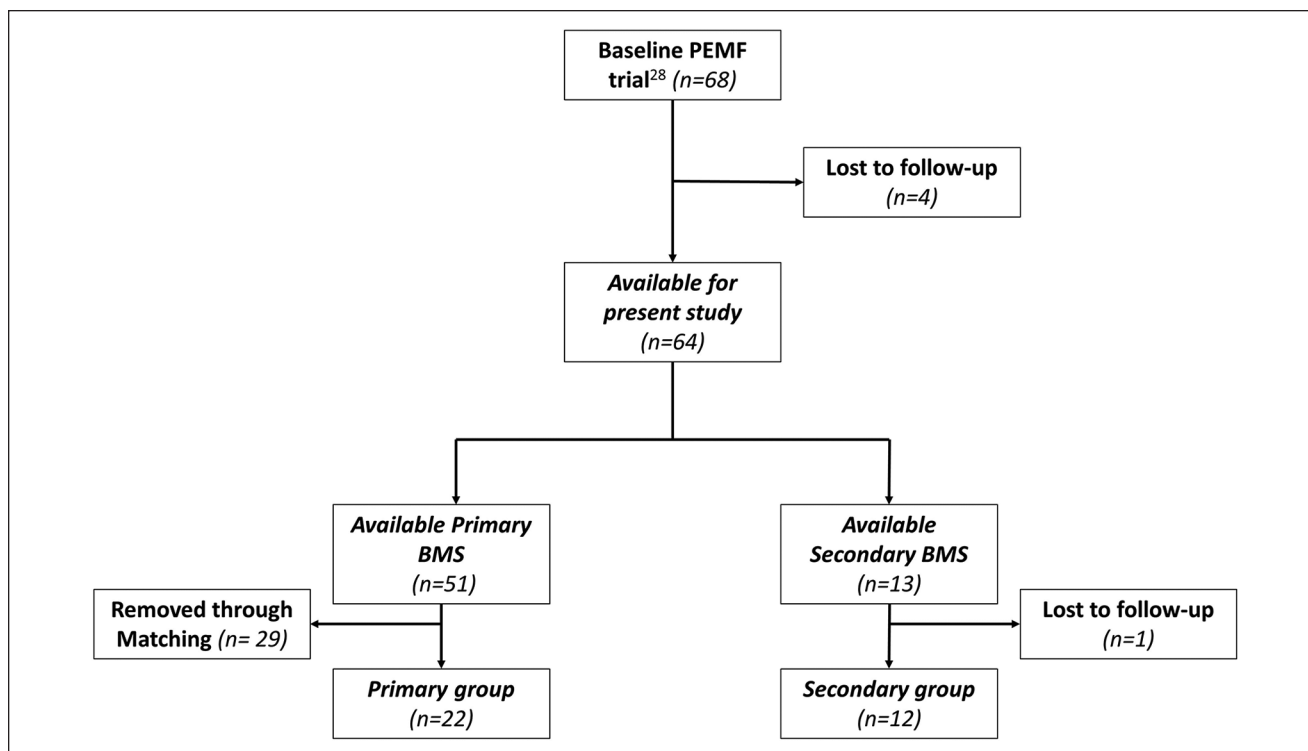 Baseline PEMF
trial28 (n=68)
Lost to follow-up
(n=4)
Available for
present study
(n=64)
Available Primary
BMS
(n=51)
Available
Secondary BMS
(n=13)
Removed through
Matching (n= 29)
Lost to follow-up
(n=1)
Primary group
(n=22)
Secondary group
(n=12)